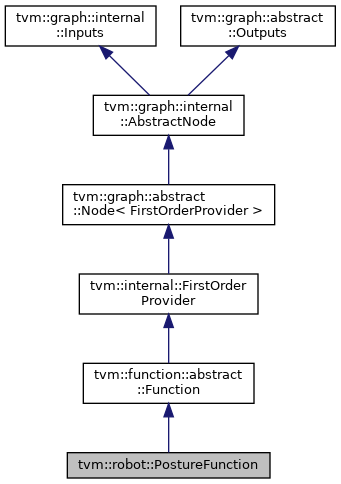 tvm::graph::internal
::Inputs
tvm::graph::abstract
::Outputs
tvm::graph::internal
::AbstractNode
tvm::graph::abstract
::Node< FirstOrderProvider >
tvm::internal::FirstOrder
Provider
tvm::function::abstract
::Function
tvm::robot::PostureFunction